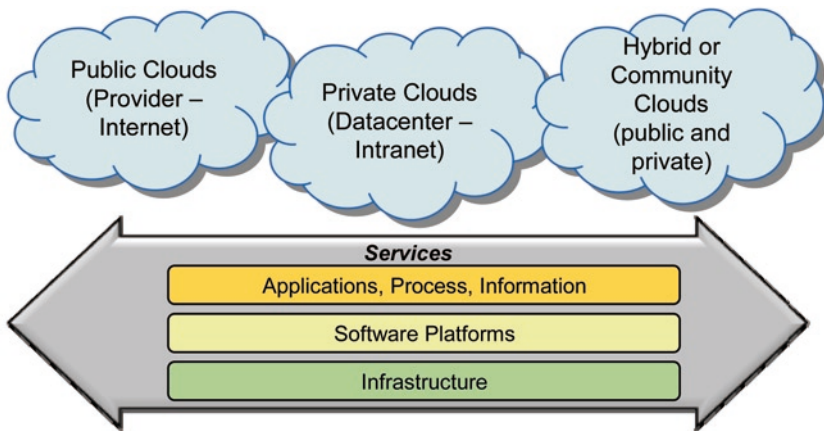 Public Clouds
(Provider –
Internet)
Private Clouds
(Datacenter –
Intranet)
Hybrid or
Community
Clouds
(public and
private)
Services
Applications, Process, Information
Software Platforms
Infrastructure